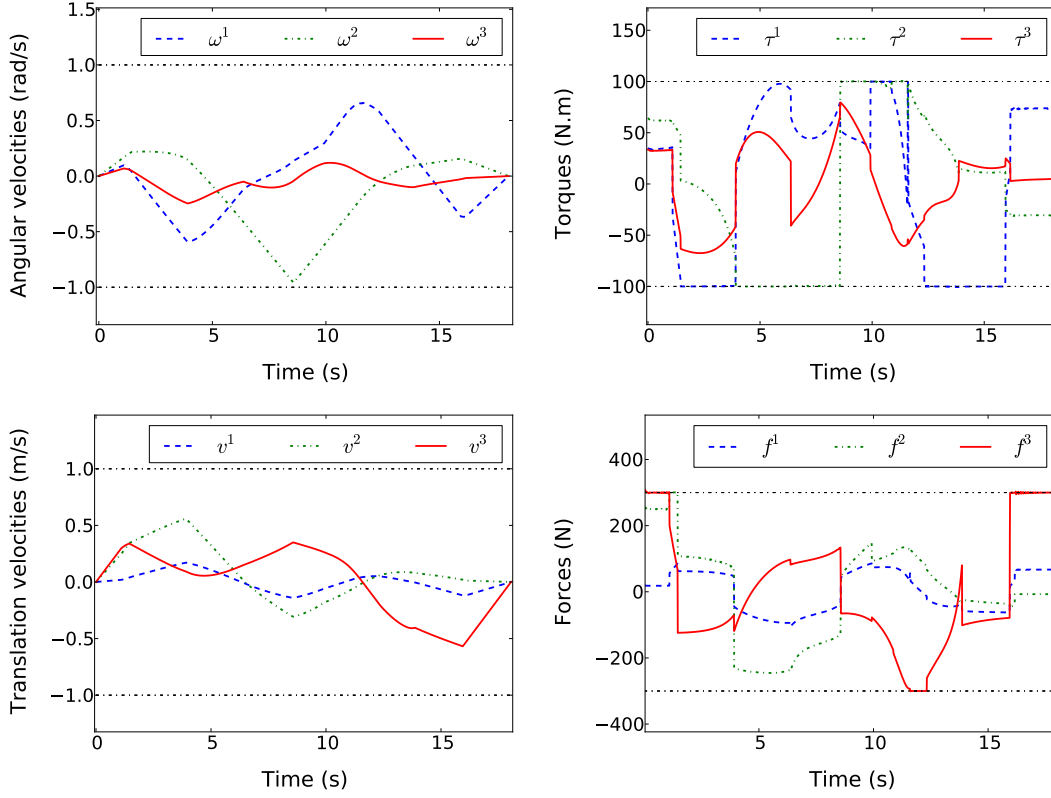 1.5
ω¹ ω² ω³
1.0
0.5
0.0
−0.5
−1.0
0 5 10 15
Angular velocities (rad/s)
Time (s)
150
τ¹ τ² τ³
100
50
0
−50
−100
5 10 15
Torques (N.m)
Time (s)
v¹ v² v³
1.0
0.5
0.0
−0.5
−1.0
0 5 10 15
Translation velocities (m/s)
Time (s)
f¹ f² f³
400
200
0
−200
−400
5 10 15
Forces (N)
Time (s)